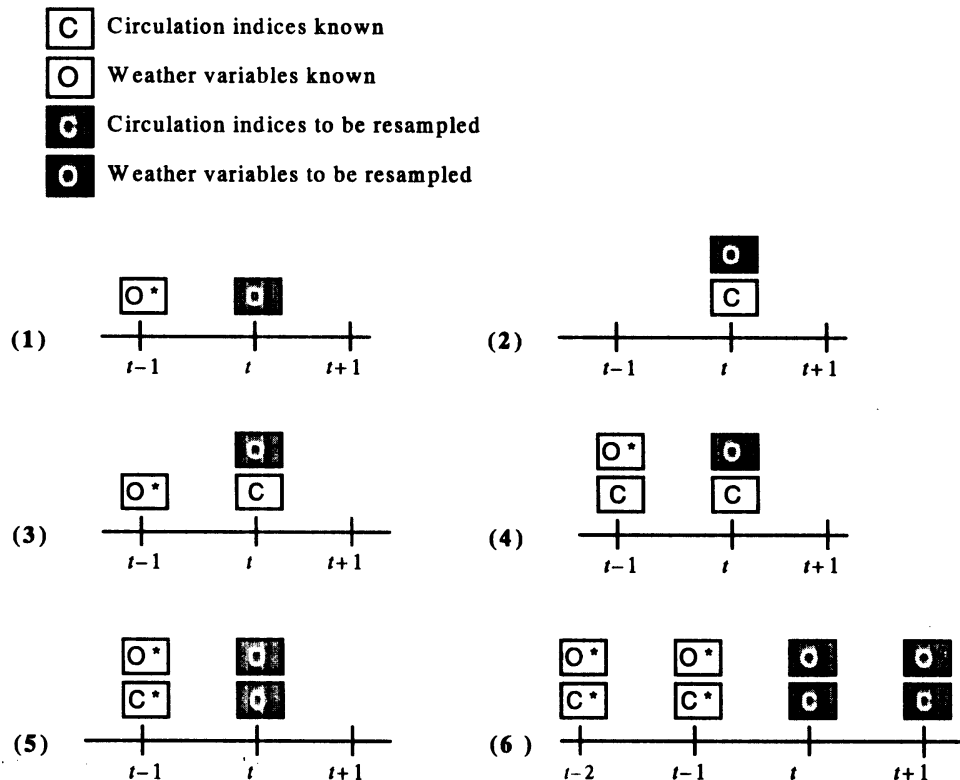 C Circulation indices known
O Weather variables known
C Circulation indices to be resampled
O Weather variables to be resampled
O
O* O
C
(1) (2)
t−1 t t+1 t−1 t t+1
O O* O
O* C C C
(3) (4)
t−1 t t+1 t−1 t t+1
O* O O* O* O O
C* C C* C* C C
(5) (6)
t−1 t t+1 t−2 t−1 t t+1